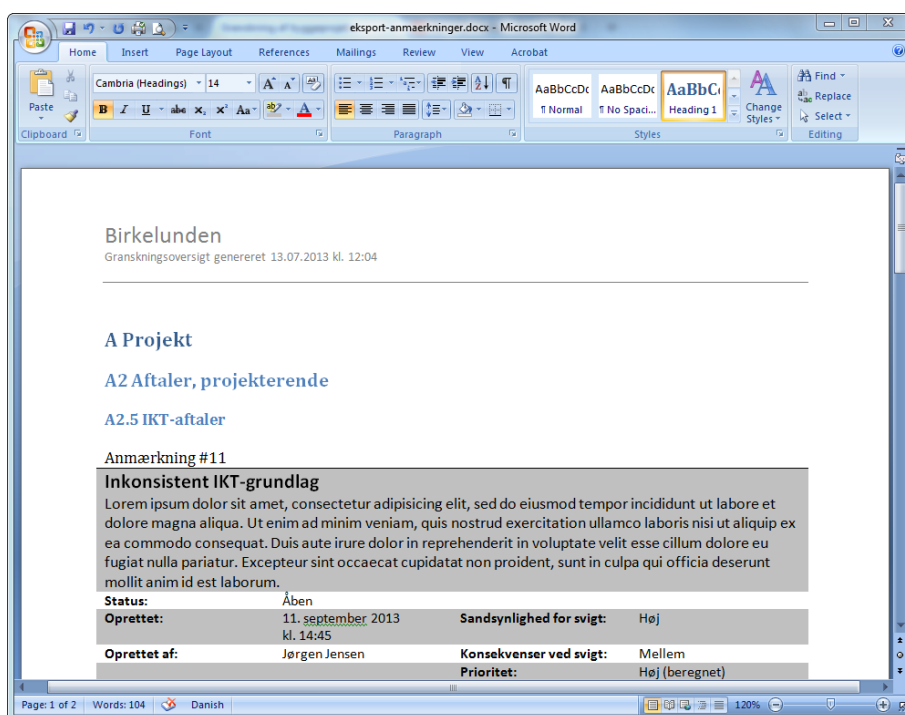 eksport-anmaerkninger.docx - Microsoft Word
Home Insert Page Layout References Mailings Review View Acrobat
Paste
Clipboard
Cambria (Headings) 14
B I U abe x₂ x² Aa A
Font
Paragraph
AaBbCcDc AaBbCcDc AaBbC
¶ Normal ¶ No Spaci... Heading 1
Change
Styles
Styles
Find
Replace
Select
Editing
Birkelunden
Granskningsoversigt genereret 13.07.2013 kl. 12:04
A Projekt
A2 Aftaler, projekterende
A2.5 IKT-aftaler
Anmærkning #11
Inkonsistent IKT-grundlag
Lorem ipsum dolor sit amet, consectetur adipisicing elit, sed do eiusmod tempor incididunt ut labore et
dolore magna aliqua. Ut enim ad minim veniam, quis nostrud exercitation ullamco laboris nisi ut aliquip ex
ea commodo consequat. Duis aute irure dolor in reprehenderit in voluptate velit esse cillum dolore eu
fugiat nulla pariatur. Excepteur sint occaecat cupidatat non proident, sunt in culpa qui officia deserunt
mollit anim id est laborum.
Status: Åben
Oprettet: 11. september 2013 Sandsynlighed for svigt: Høj
kl. 14:45
Oprettet af: Jørgen Jensen Konsekvenser ved svigt: Mellem
Prioritet: Høj (beregnet)
Page: 1 of 2 Words: 104 Danish 120%